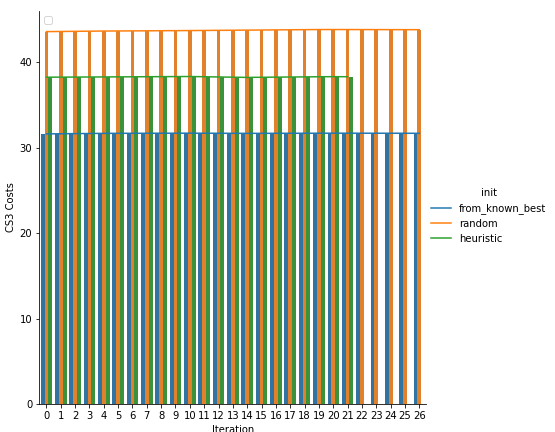 CS3 Costs
40
30
20
10
0
0 1 2 3 4 5 6 7 8 9 10 11 12 13 14 15 16 17 18 19 20 21 22 23 24 25 26
Iteration
init
from_known_best
random
heuristic